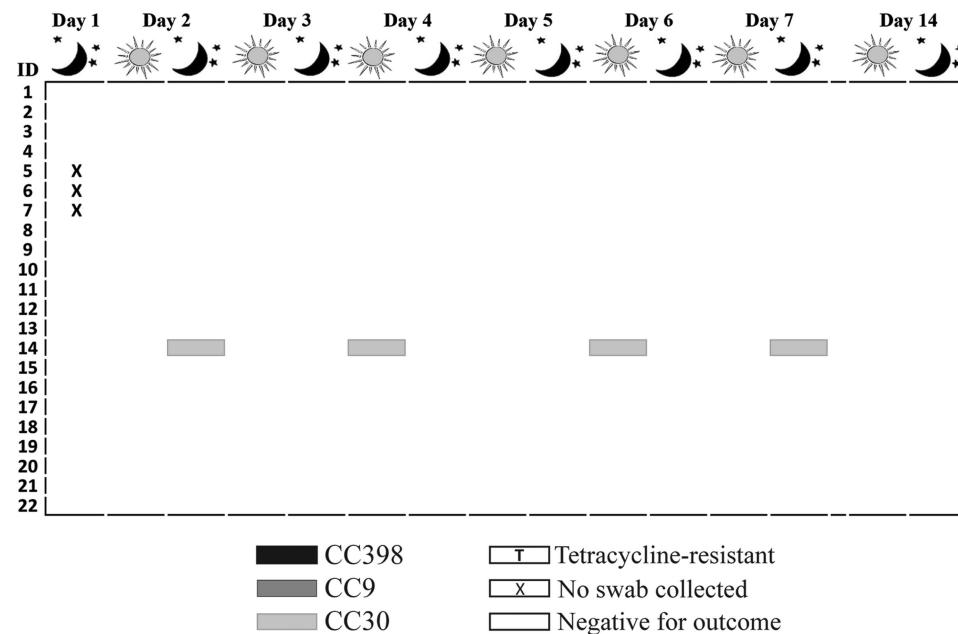 Day 1 Day 2 Day 3 Day 4 Day 5 Day 6 Day 7 Day 14
ID
1
2
3
4
5 X
6 X
7 X
8
9
10
11
12
13
14
15
16
17
18
19
20
21
22
CC398 T Tetracycline-resistant
CC9 X No swab collected
CC30 Negative for outcome